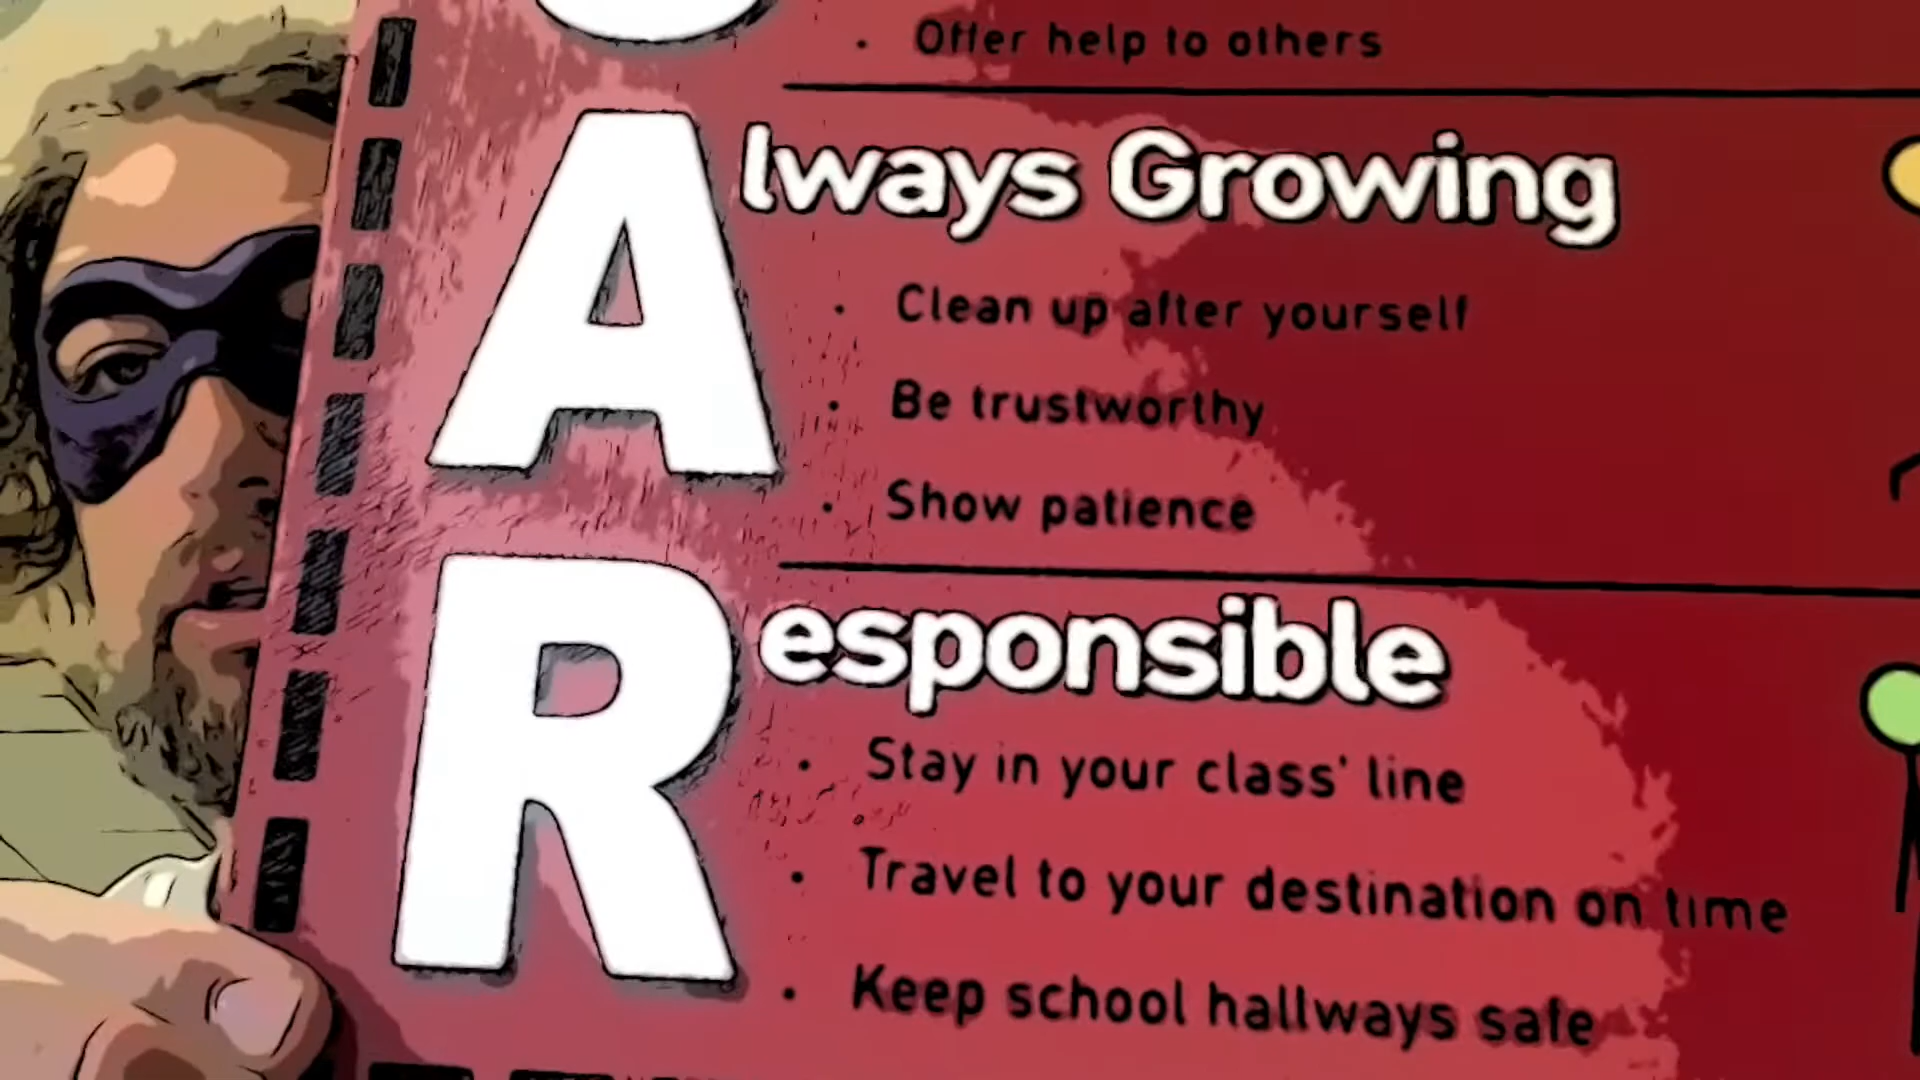 Offer help to others
Always Growing
Clean up after yourself
Be trustworthy
Show patience
Responsible
Stay in your class' line
Travel to your destination on time
Keep school hallways safe